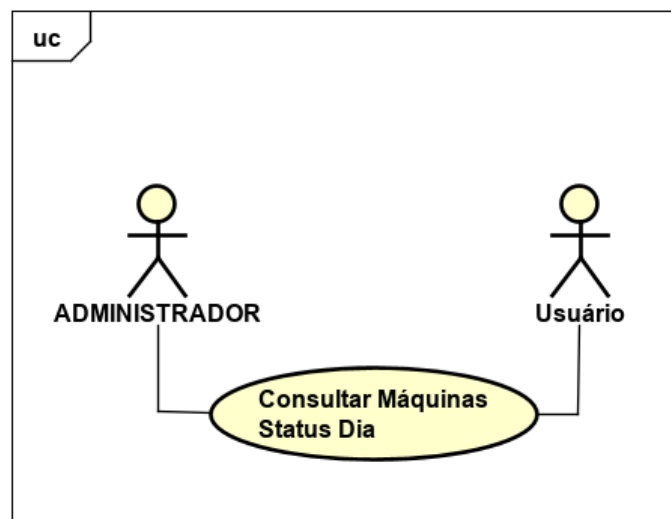 uc
ADMINISTRADOR
Usuário
Consultar Máquinas
Status Dia